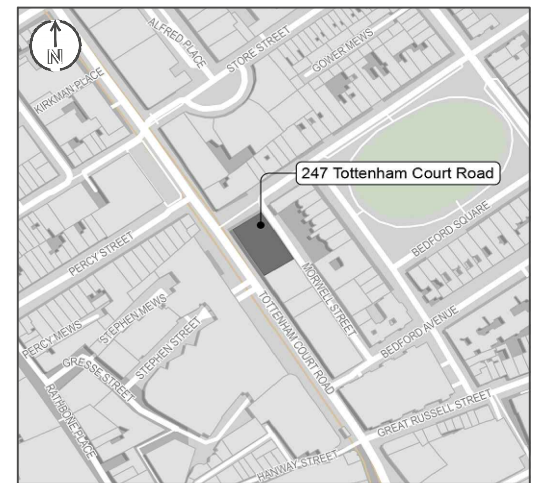 N
ALFRED PLACE
STORE STREET
GOWER MEWS
KIRKMAN PLACE
247 Tottenham Court Road
PERCY STREET
BEDFORD SQUARE
MORWELL STREET
STEPHEN MEWS
PERCY MEWS
STEPHEN STREET
TOTTENHAM COURT ROAD
BEDFORD AVENUE
GRESSE STREET
RATHBONE PLACE
GREAT RUSSELL STREET
HANWAY STREET